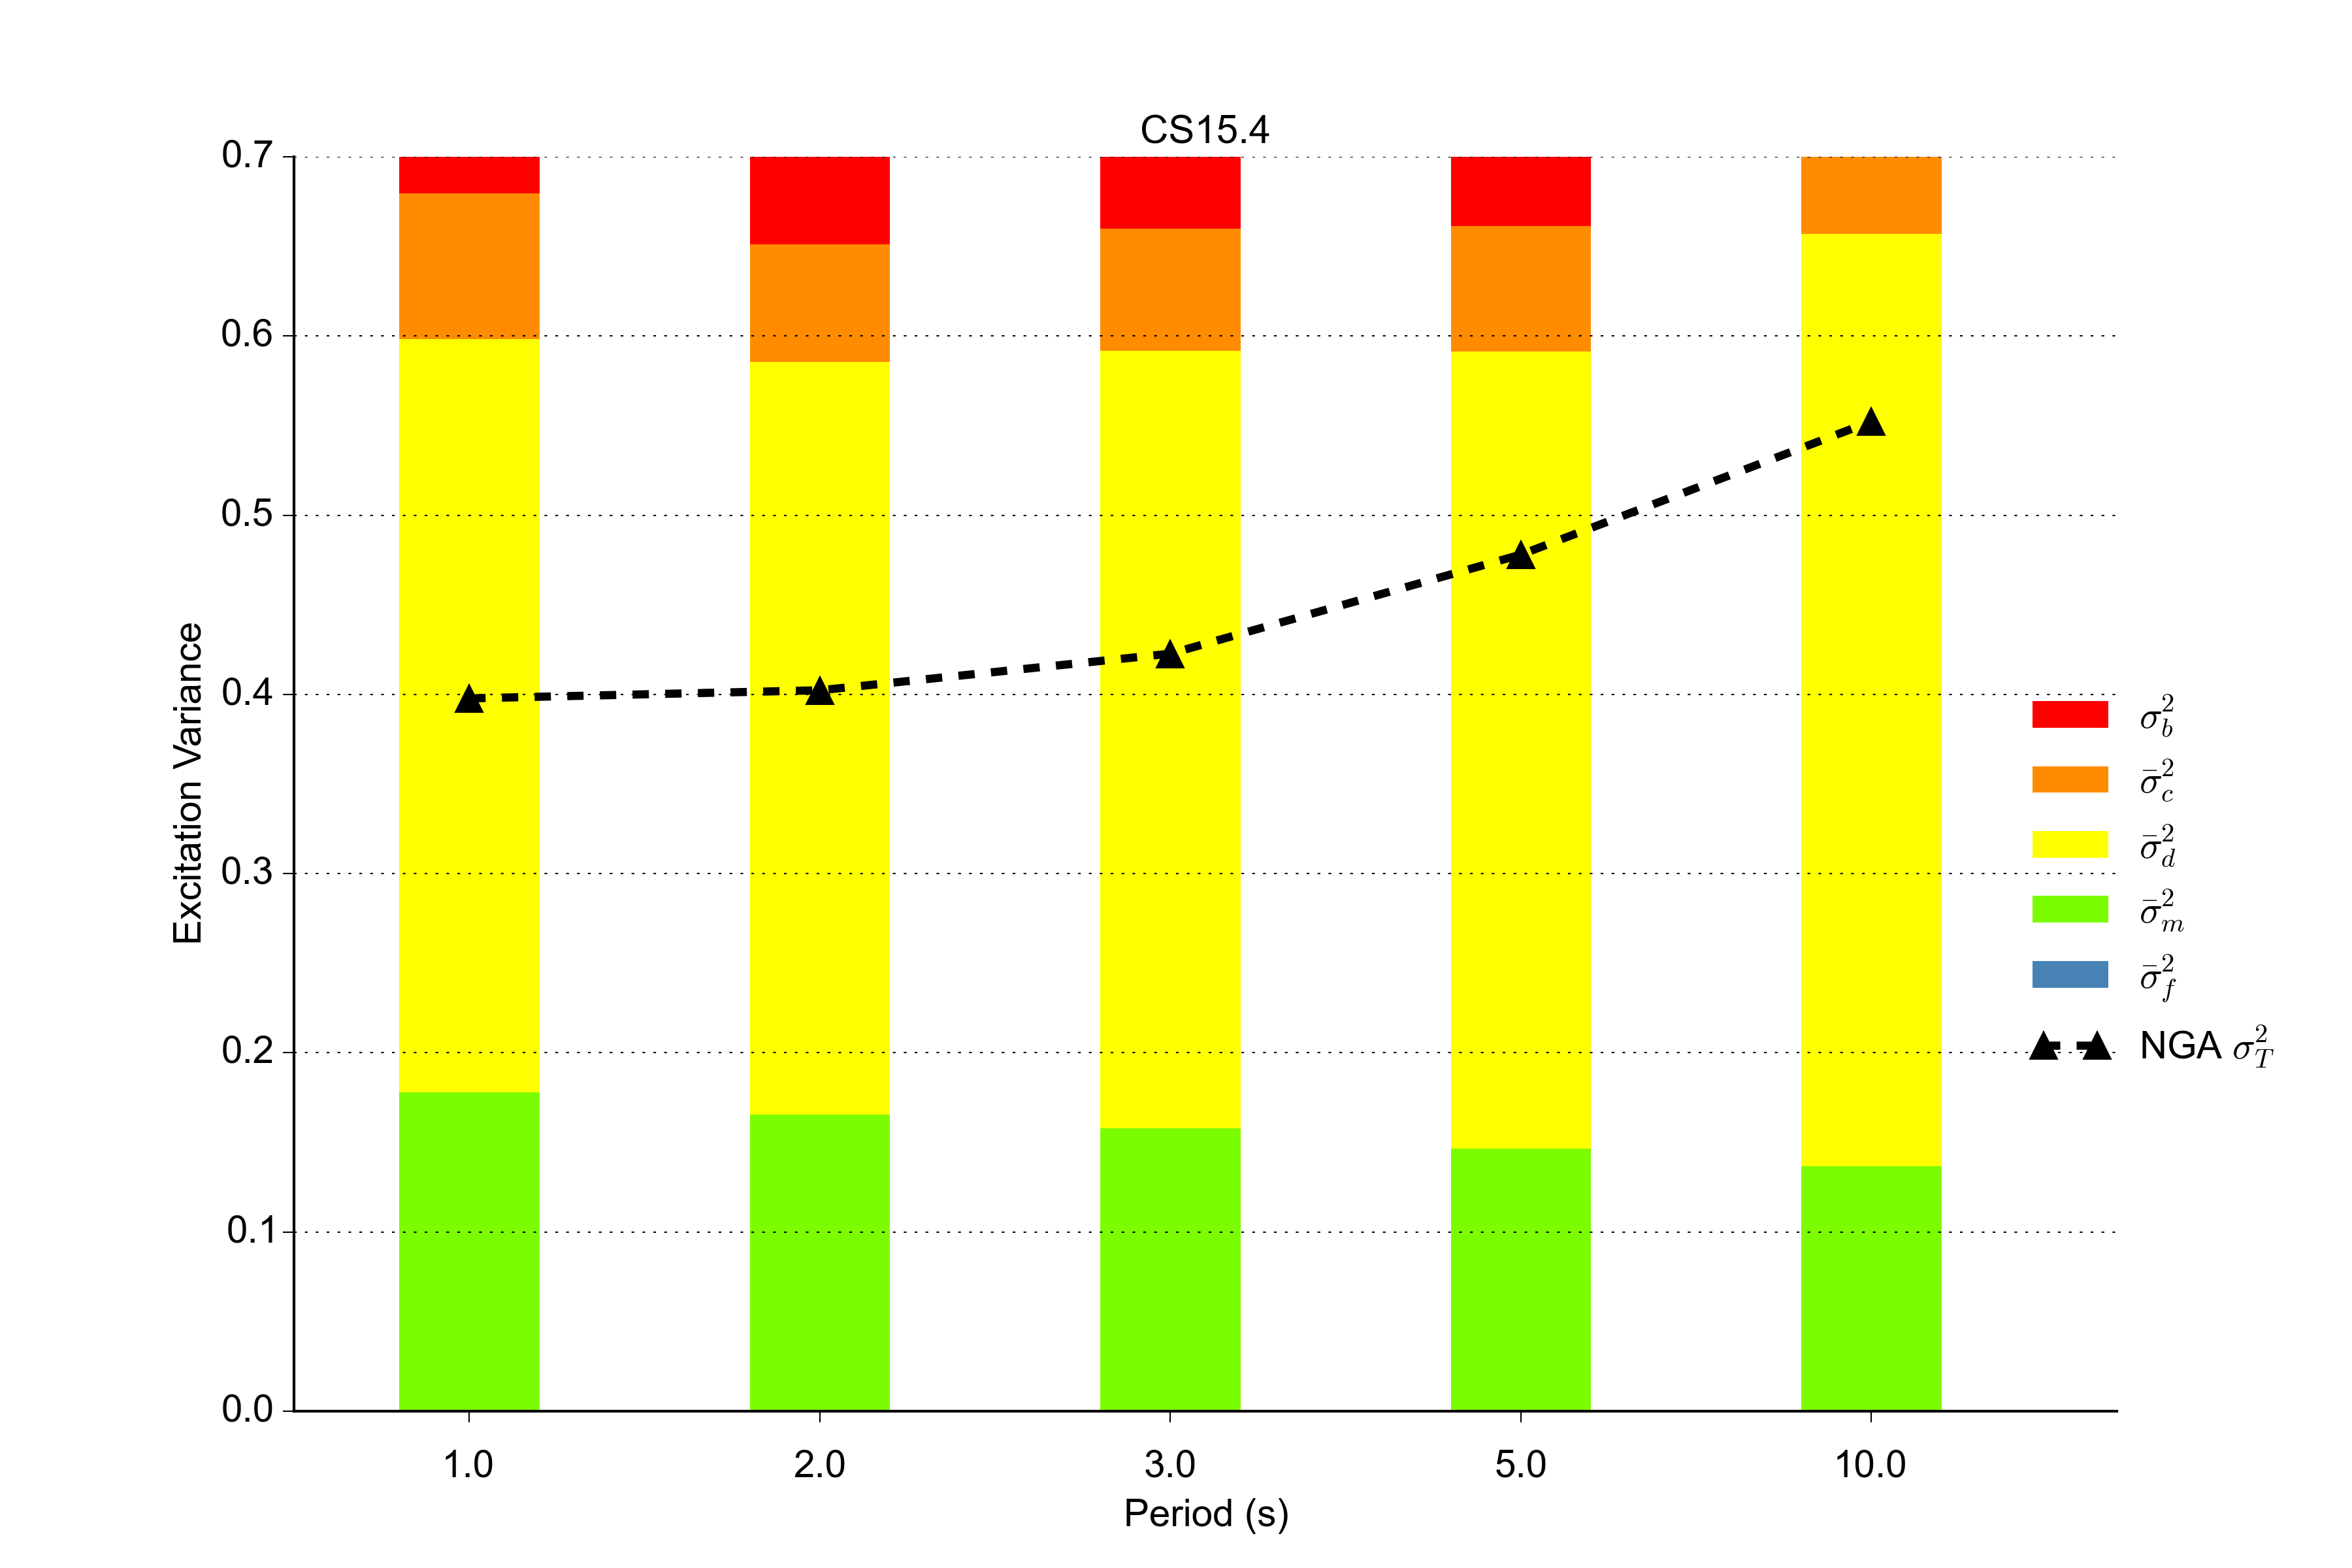 CS15.4
0.7
0.6
0.5
0.4
0.3
0.2
0.1
0.0
Excitation Variance
1.0 2.0 3.0 5.0 10.0
Period (s)
σ_b^2
σ̄_c^2
σ̄_d^2
σ̄_m^2
σ̄_f^2
NGA σ_T^2